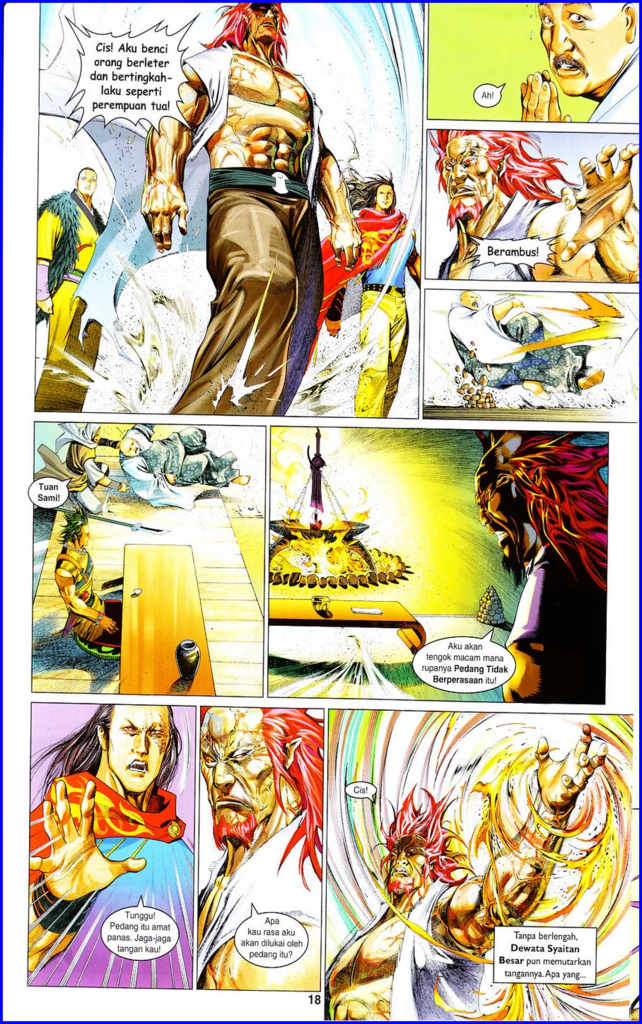 Cis! Aku benci
orang berleter
dan bertingkah-
laku seperti
perempuan tua!
Ah!
Berambus!
Tuan
Sami!
Aku akan
tengok macam mana
rupanya Pedang Tidak
Berperasaan itu!
Tunggu!
Pedang itu amat
panas. Jaga-jaga
tangan kau!
Apa
kau rasa aku
akan dilukai oleh
pedang itu?
Cis!
Tanpa berlengah,
Dewata Syaitan
Besar pun memutarkan
tangannya. Apa yang...
18